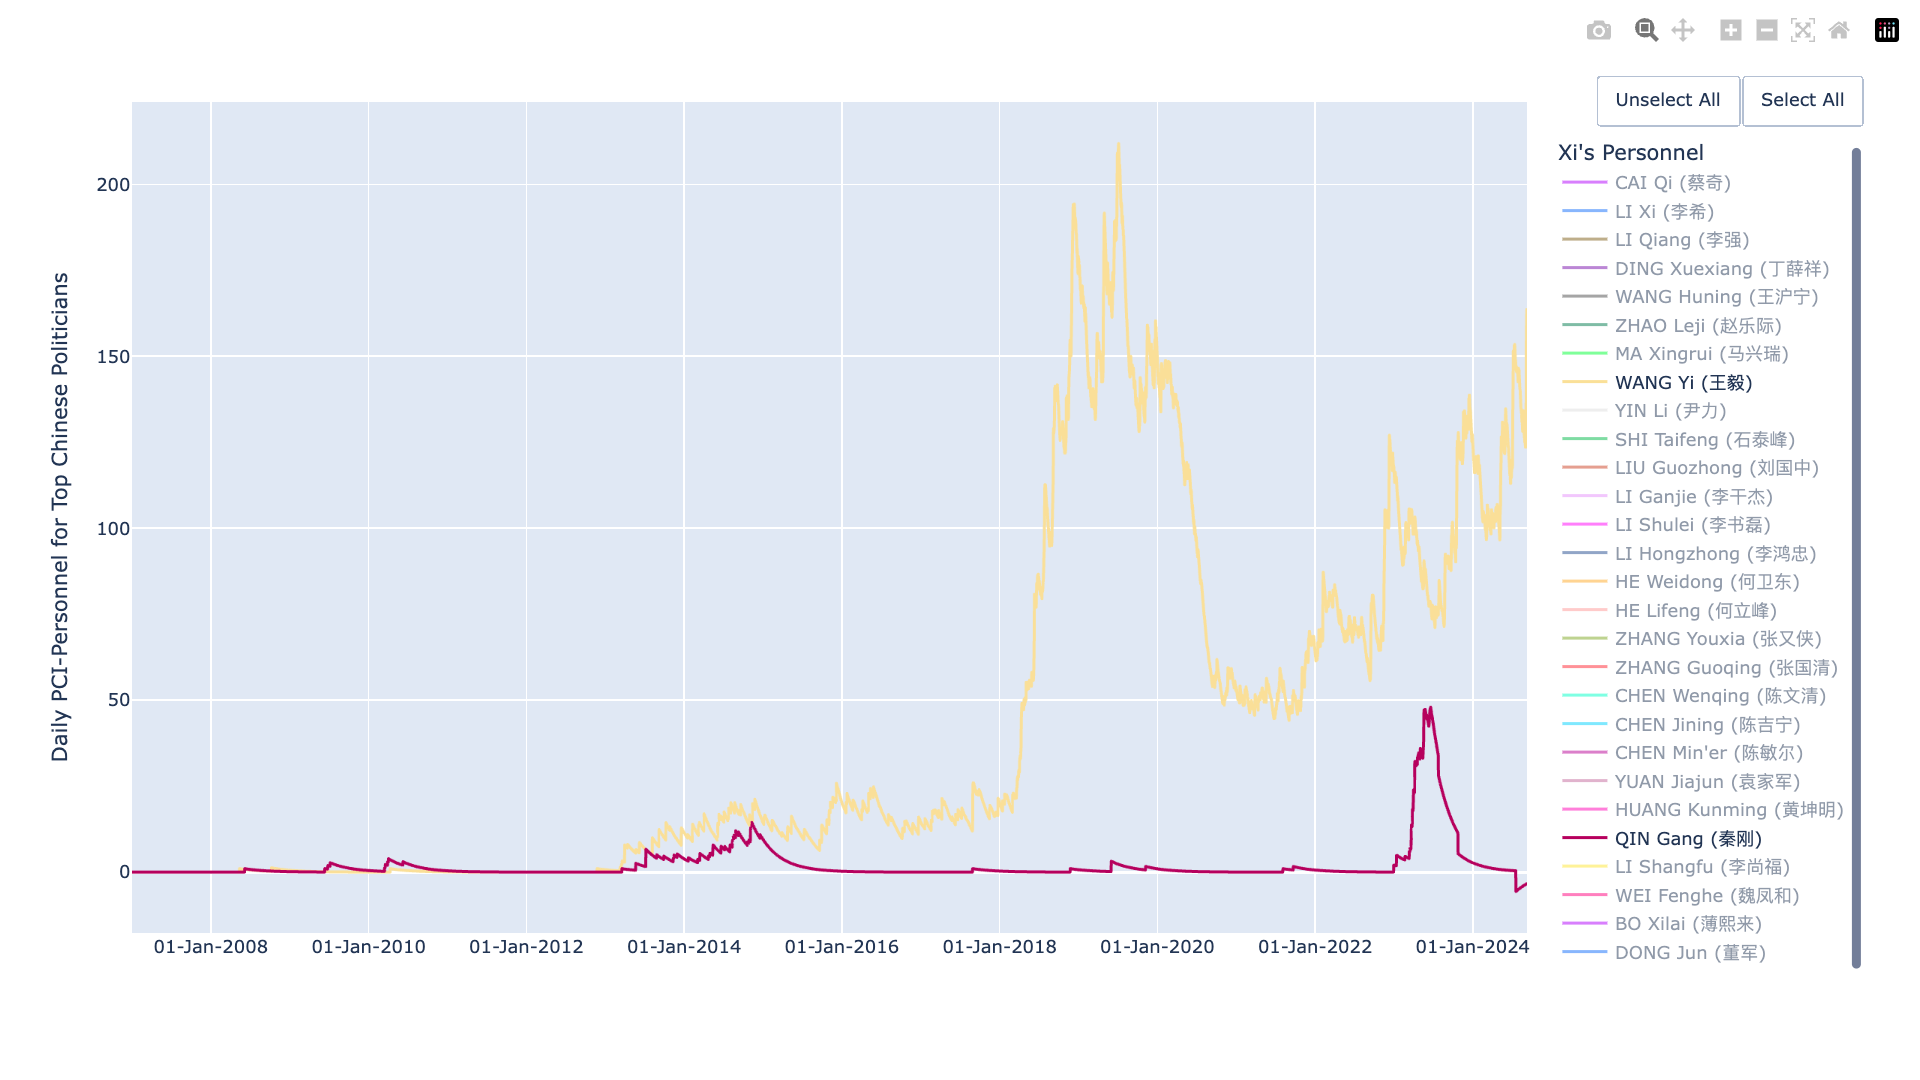 Unselect All
Select All
Xi's Personnel
CAI Qi (蔡奇)
LI Xi (李希)
LI Qiang (李强)
DING Xuexiang (丁薛祥)
WANG Huning (王沪宁)
ZHAO Leji (赵乐际)
MA Xingrui (马兴瑞)
WANG Yi (王毅)
YIN Li (尹力)
SHI Taifeng (石泰峰)
LIU Guozhong (刘国中)
LI Ganjie (李干杰)
LI Shulei (李书磊)
LI Hongzhong (李鸿忠)
HE Weidong (何卫东)
HE Lifeng (何立峰)
ZHANG Youxia (张又侠)
ZHANG Guoqing (张国清)
CHEN Wenqing (陈文清)
CHEN Jining (陈吉宁)
CHEN Min'er (陈敏尔)
YUAN Jiajun (袁家军)
HUANG Kunming (黄坤明)
QIN Gang (秦刚)
LI Shangfu (李尚福)
WEI Fenghe (魏凤和)
BO Xilai (薄熙来)
DONG Jun (董军)
Daily PCI-Personnel for Top Chinese Politicians
200
150
100
50
0
01-Jan-2008
01-Jan-2010
01-Jan-2012
01-Jan-2014
01-Jan-2016
01-Jan-2018
01-Jan-2020
01-Jan-2022
01-Jan-2024